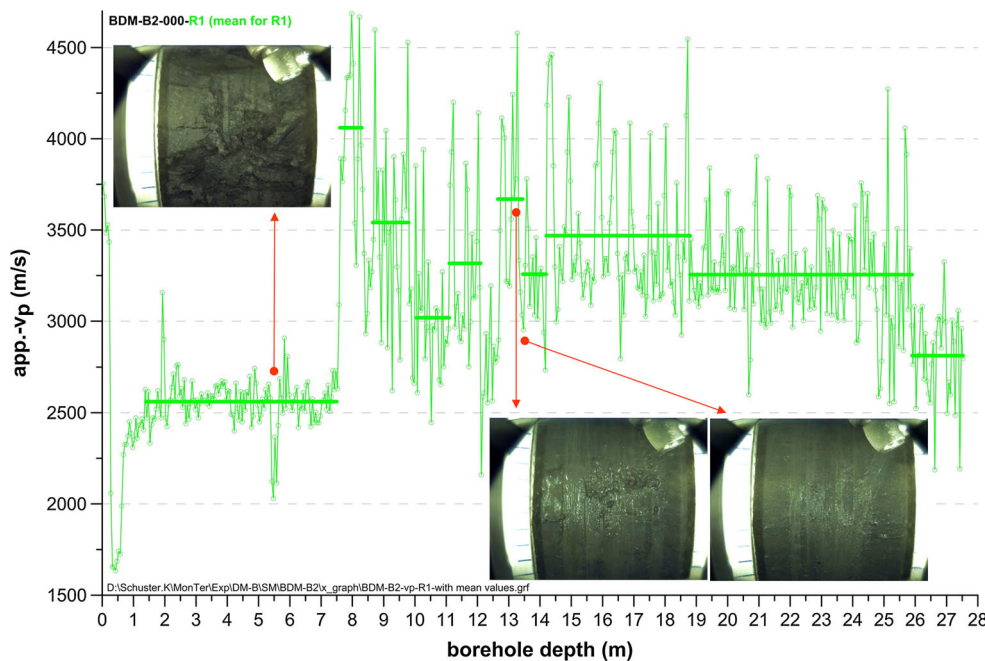 BDM-B2-000-R1 (mean for R1)
4500
4000
3500
3000
2500
2000
1500
app.-vp (m/s)
D:\Schuster.K\MonTer\Exp\DM-B\SM\BDM-B2\x_graph\BDM-B2-vp-R1-with mean values.grf
0 1 2 3 4 5 6 7 8 9 10 11 12 13 14 15 16 17 18 19 20 21 22 23 24 25 26 27 28
borehole depth (m)